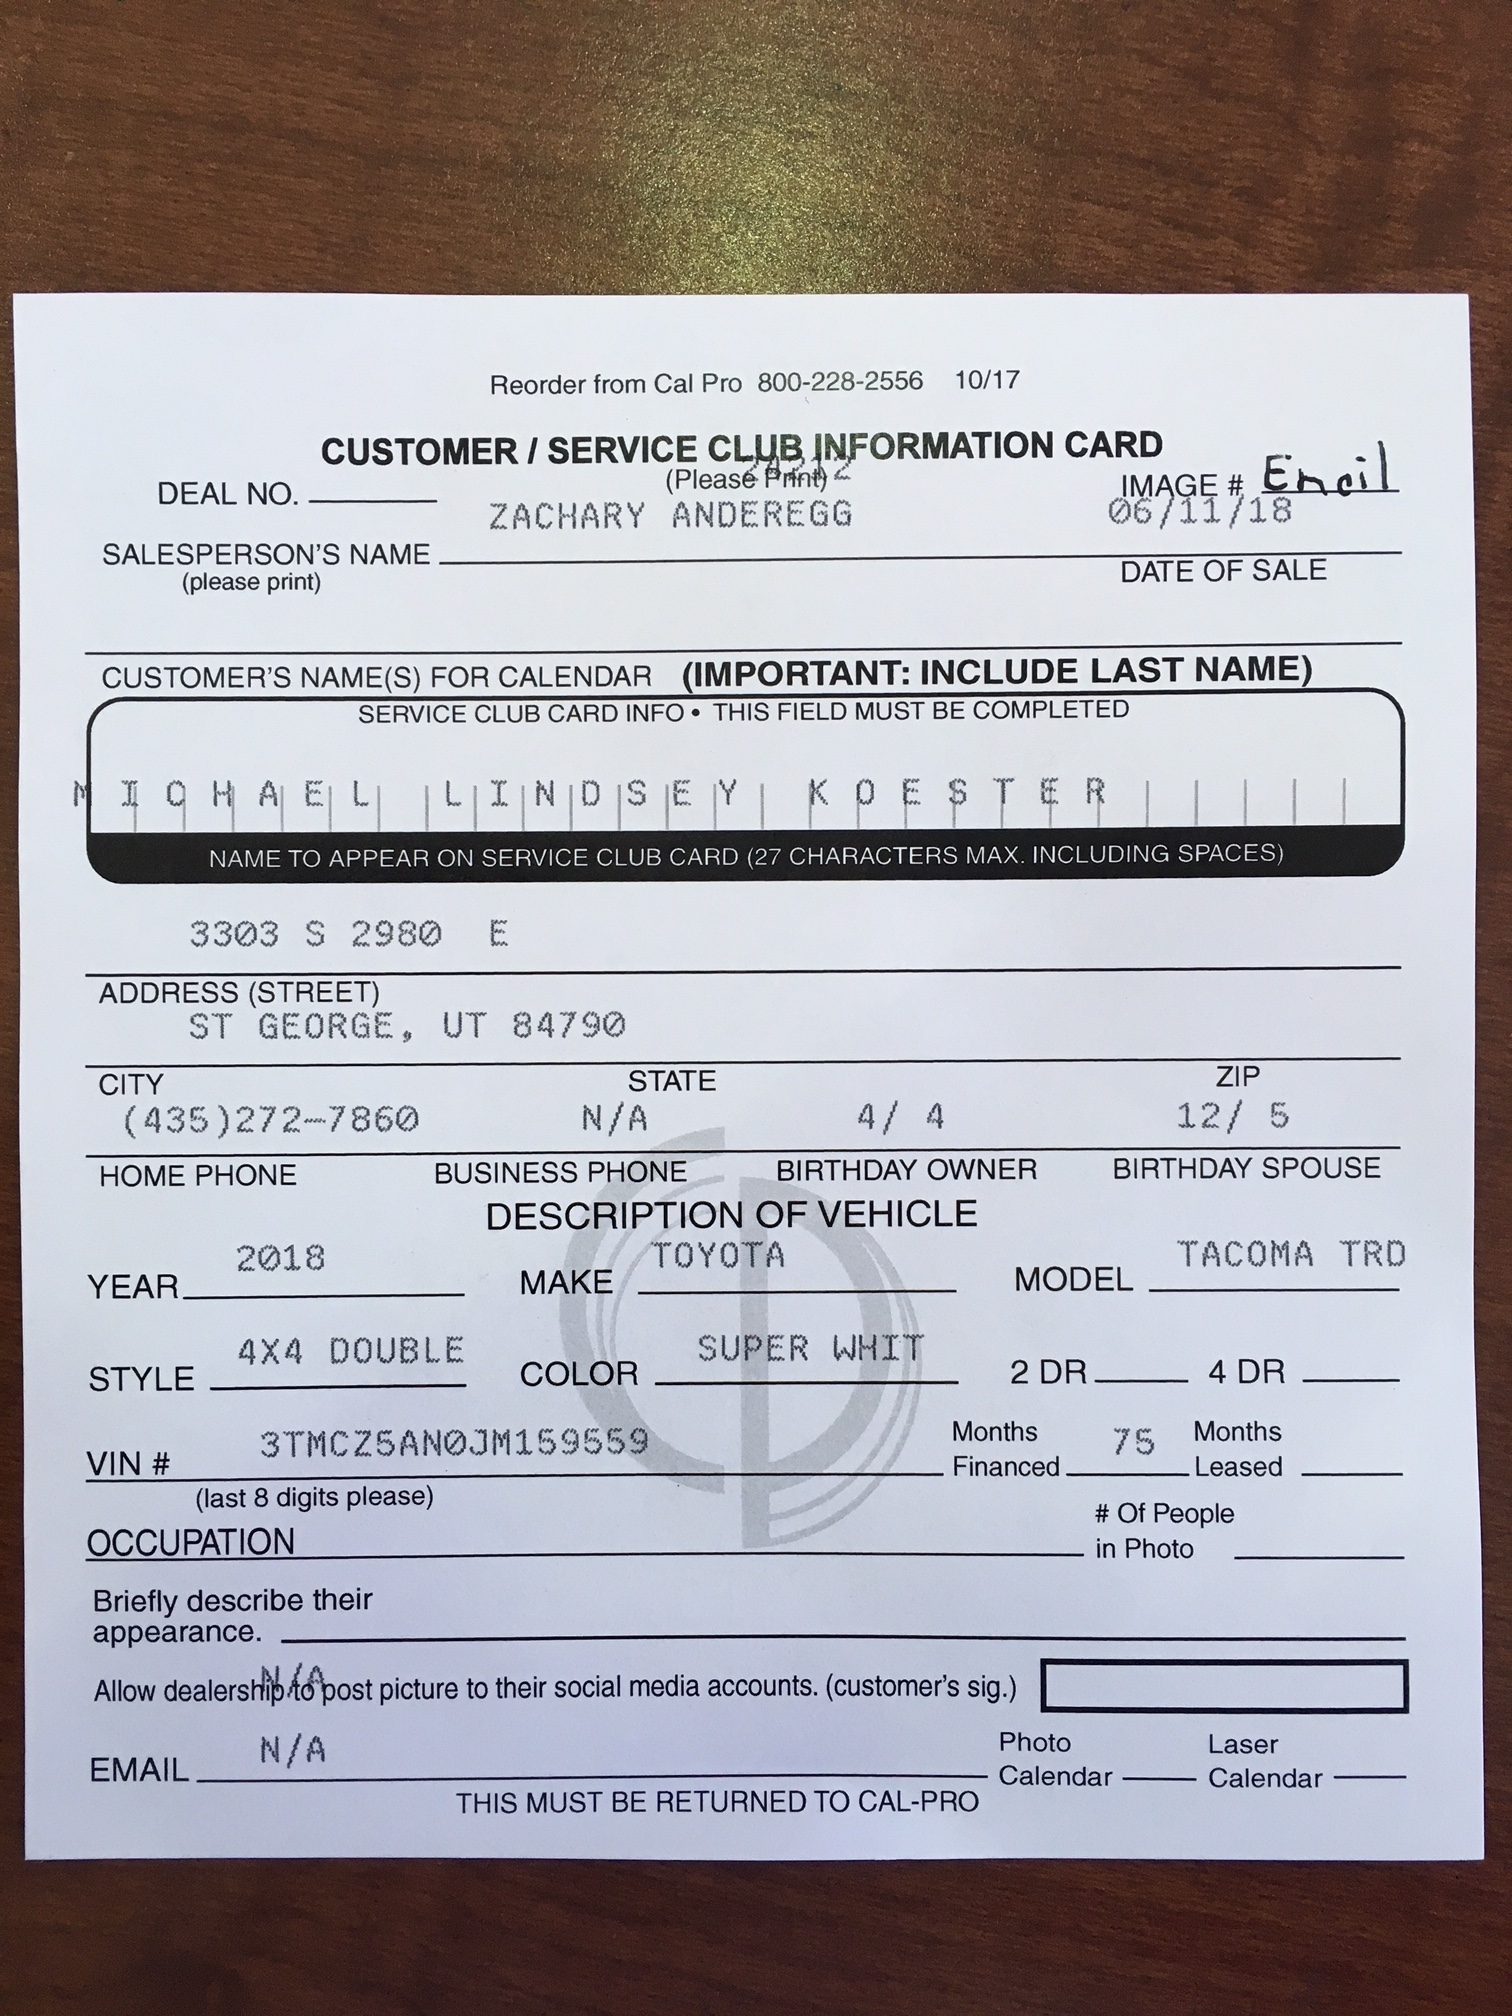 Reorder from Cal Pro 800-228-2556 10/17
CUSTOMER / SERVICE CLUB INFORMATION CARD
(Please Print)
DEAL NO. IMAGE # Email
ZACHARY ANDEREGG 06/11/18
SALESPERSON'S NAME
(please print) DATE OF SALE
CUSTOMER'S NAME(S) FOR CALENDAR (IMPORTANT: INCLUDE LAST NAME)
SERVICE CLUB CARD INFO • THIS FIELD MUST BE COMPLETED
MICHAEL LINDSEY KOESTER
NAME TO APPEAR ON SERVICE CLUB CARD (27 CHARACTERS MAX. INCLUDING SPACES)
3303 S 2980 E
ADDRESS (STREET)
ST GEORGE, UT 84790
CITY STATE ZIP
(435)272-7860 N/A 4/ 4 12/ 5
HOME PHONE BUSINESS PHONE BIRTHDAY OWNER BIRTHDAY SPOUSE
DESCRIPTION OF VEHICLE
2018 TOYOTA TACOMA TRD
YEAR MAKE MODEL
4X4 DOUBLE SUPER WHIT
STYLE COLOR 2 DR 4 DR
3TMCZ5AN0JM159559 Months 75 Months
VIN # Financed Leased
(last 8 digits please) # Of People
OCCUPATION in Photo
Briefly describe their
appearance.
N/A
Allow dealership to post picture to their social media accounts. (customer's sig.)
N/A Photo Laser
EMAIL Calendar Calendar
THIS MUST BE RETURNED TO CAL-PRO